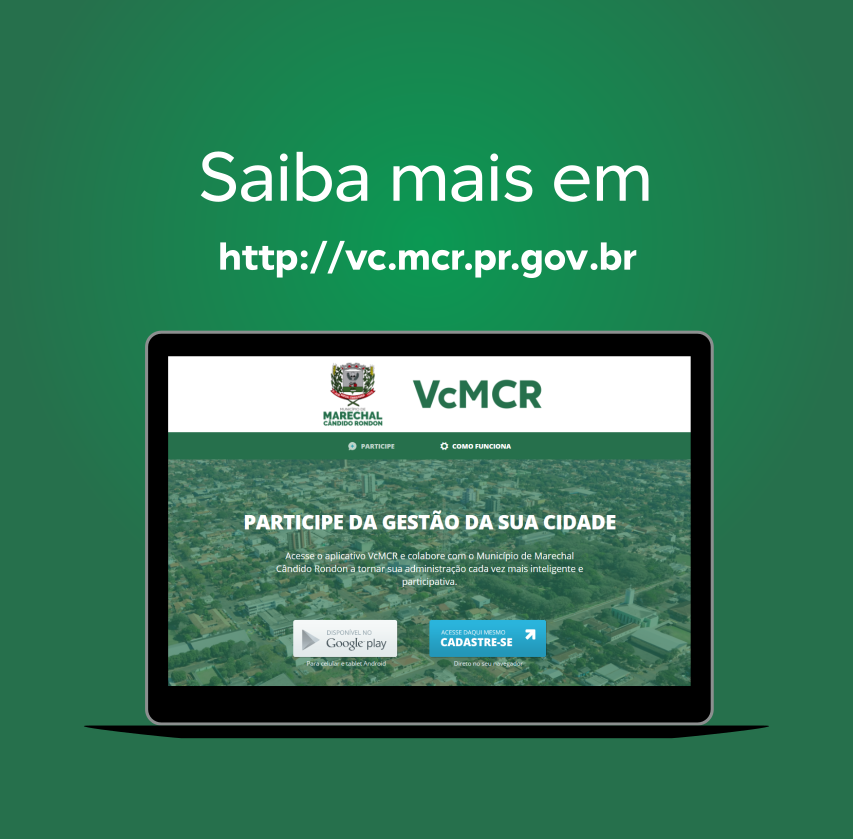 Saiba mais em
http://vc.mcr.pr.gov.br
MUNICÍPIO DE
MARECHAL
CÂNDIDO RONDON
VcMCR
PARTICIPE
COMO FUNCIONA
PARTICIPE DA GESTÃO DA SUA CIDADE
Acesse o aplicativo VcMCR e colabore com o Município de Marechal
Cândido Rondon a tornar sua administração cada vez mais inteligente e
participativa.
DISPONÍVEL NO
Google play
Para celular e tablet Android
ACESSE DAQUI MESMO
CADASTRE-SE
Direto no seu navegador